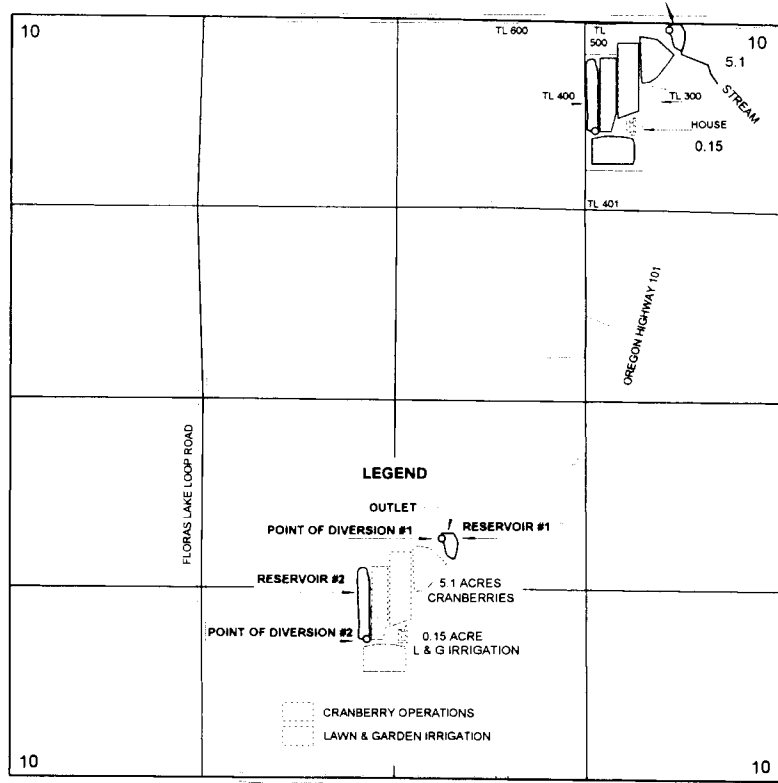 10
TL 600
TL
500
10
5.1
STREAM
TL 400
TL 300
HOUSE
0.15
TL 401
OREGON HIGHWAY 101
FLORAS LAKE LOOP ROAD
LEGEND
OUTLET
POINT OF DIVERSION #1
RESERVOIR #1
RESERVOIR #2
5.1 ACRES
CRANBERRIES
POINT OF DIVERSION #2
0.15 ACRE
L & G IRRIGATION
CRANBERRY OPERATIONS
LAWN & GARDEN IRRIGATION
10
10